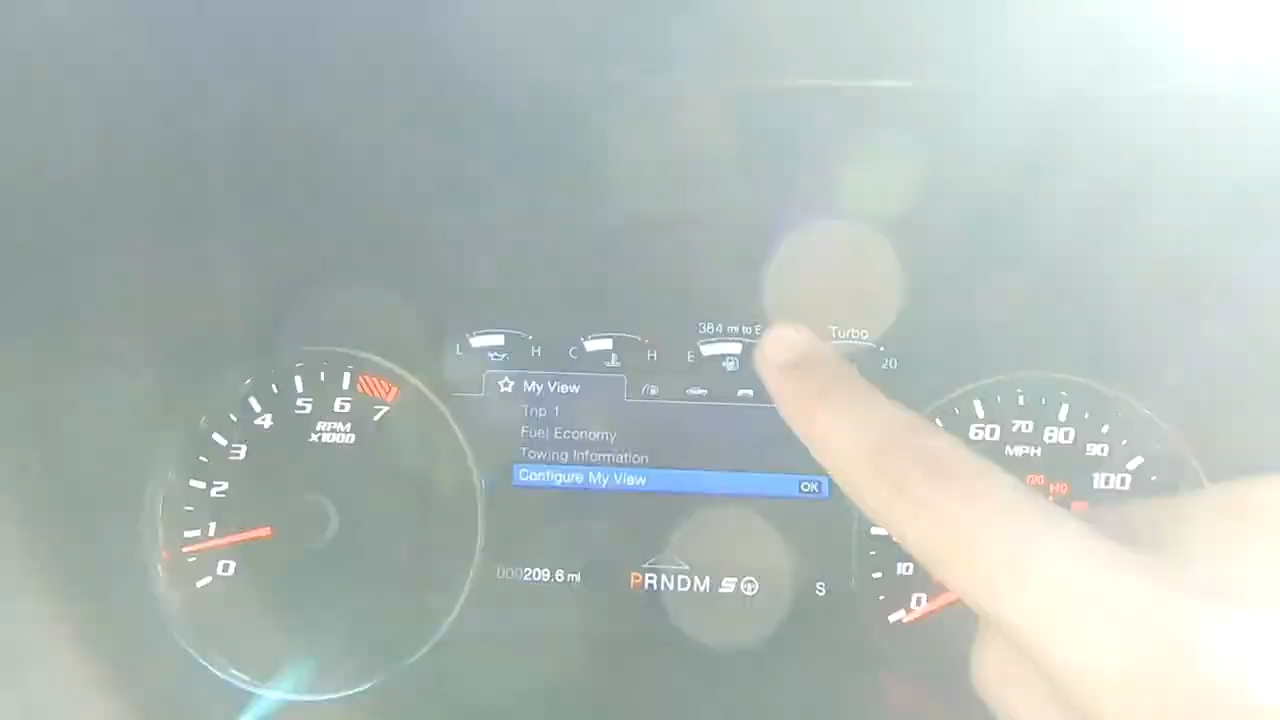 384 mi to E
Turbo
L H C H E 20
My View
Trip 1
Fuel Economy
Towing Information
Configure My View OK
0 1 2 3 4 5 6 7
RPM
X1000
0 10 60 70 80 90 100
MPH
000209.6 mi
PRNDM S
S